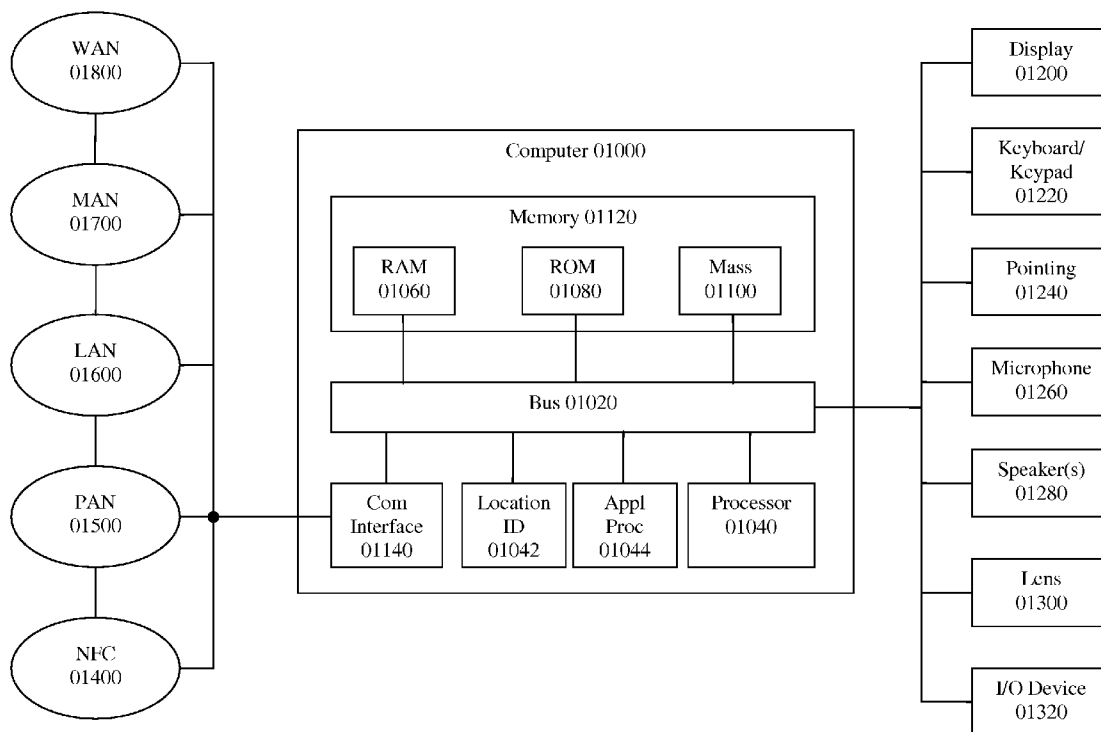 WAN
01800
MAN
01700
LAN
01600
PAN
01500
NFC
01400
Computer 01000
Memory 01120
RAM
01060
ROM
01080
Mass
01100
Bus 01020
Com
Interface
01140
Location
ID
01042
Appl
Proc
01044
Processor
01040
Display
01200
Keyboard/
Keypad
01220
Pointing
01240
Microphone
01260
Speaker(s)
01280
Lens
01300
I/O Device
01320